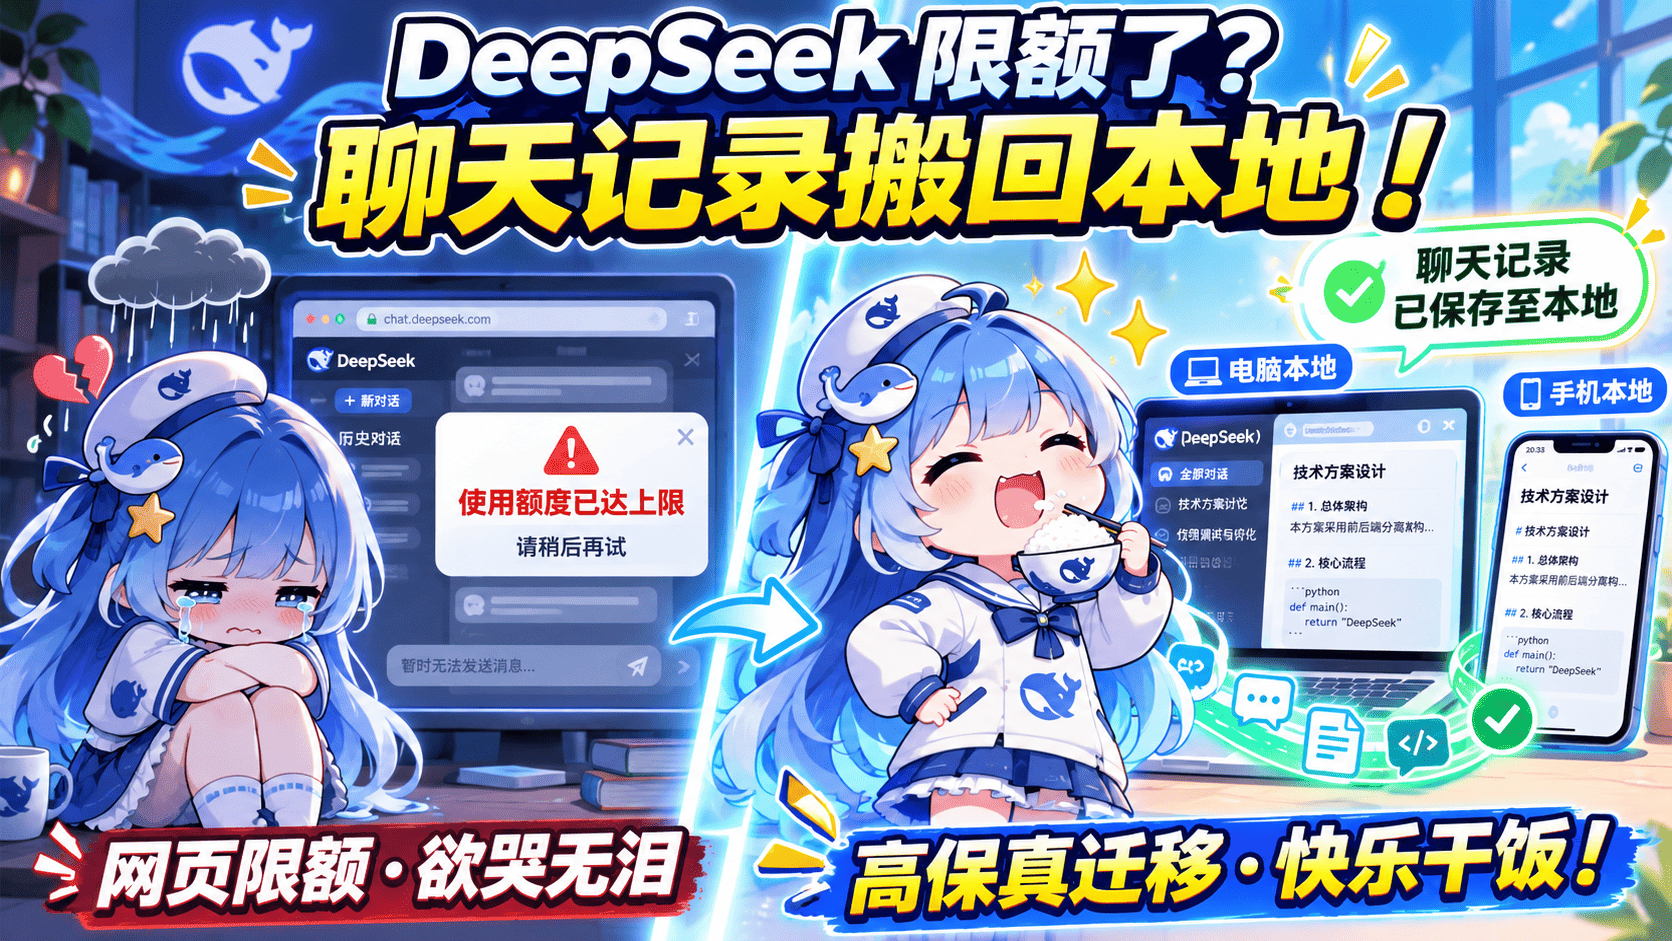 DeepSeek 限额了？
聊天记录搬回本地！
chat.deepseek.com
DeepSeek
+ 新对话
历史对话
使用额度已达上限
请稍后再试
暂时无法发送消息...
网页限额·欲哭无泪
聊天记录
已保存至本地
电脑本地
手机本地
DeepSeek)
全部对话
技术方案讨论
技术方案设计
## 1. 总体架构
本方案采用前后端分离构...
## 2. 核心流程
```python
def main():
return "DeepSeek"
```
20:33
技术方案设计
# 技术方案设计
## 1. 总体架构
本方案采用前后端分离构...
## 2. 核心流程
```python
def main():
return "DeepSeek"
</>
高保真迁移·快乐干饭！